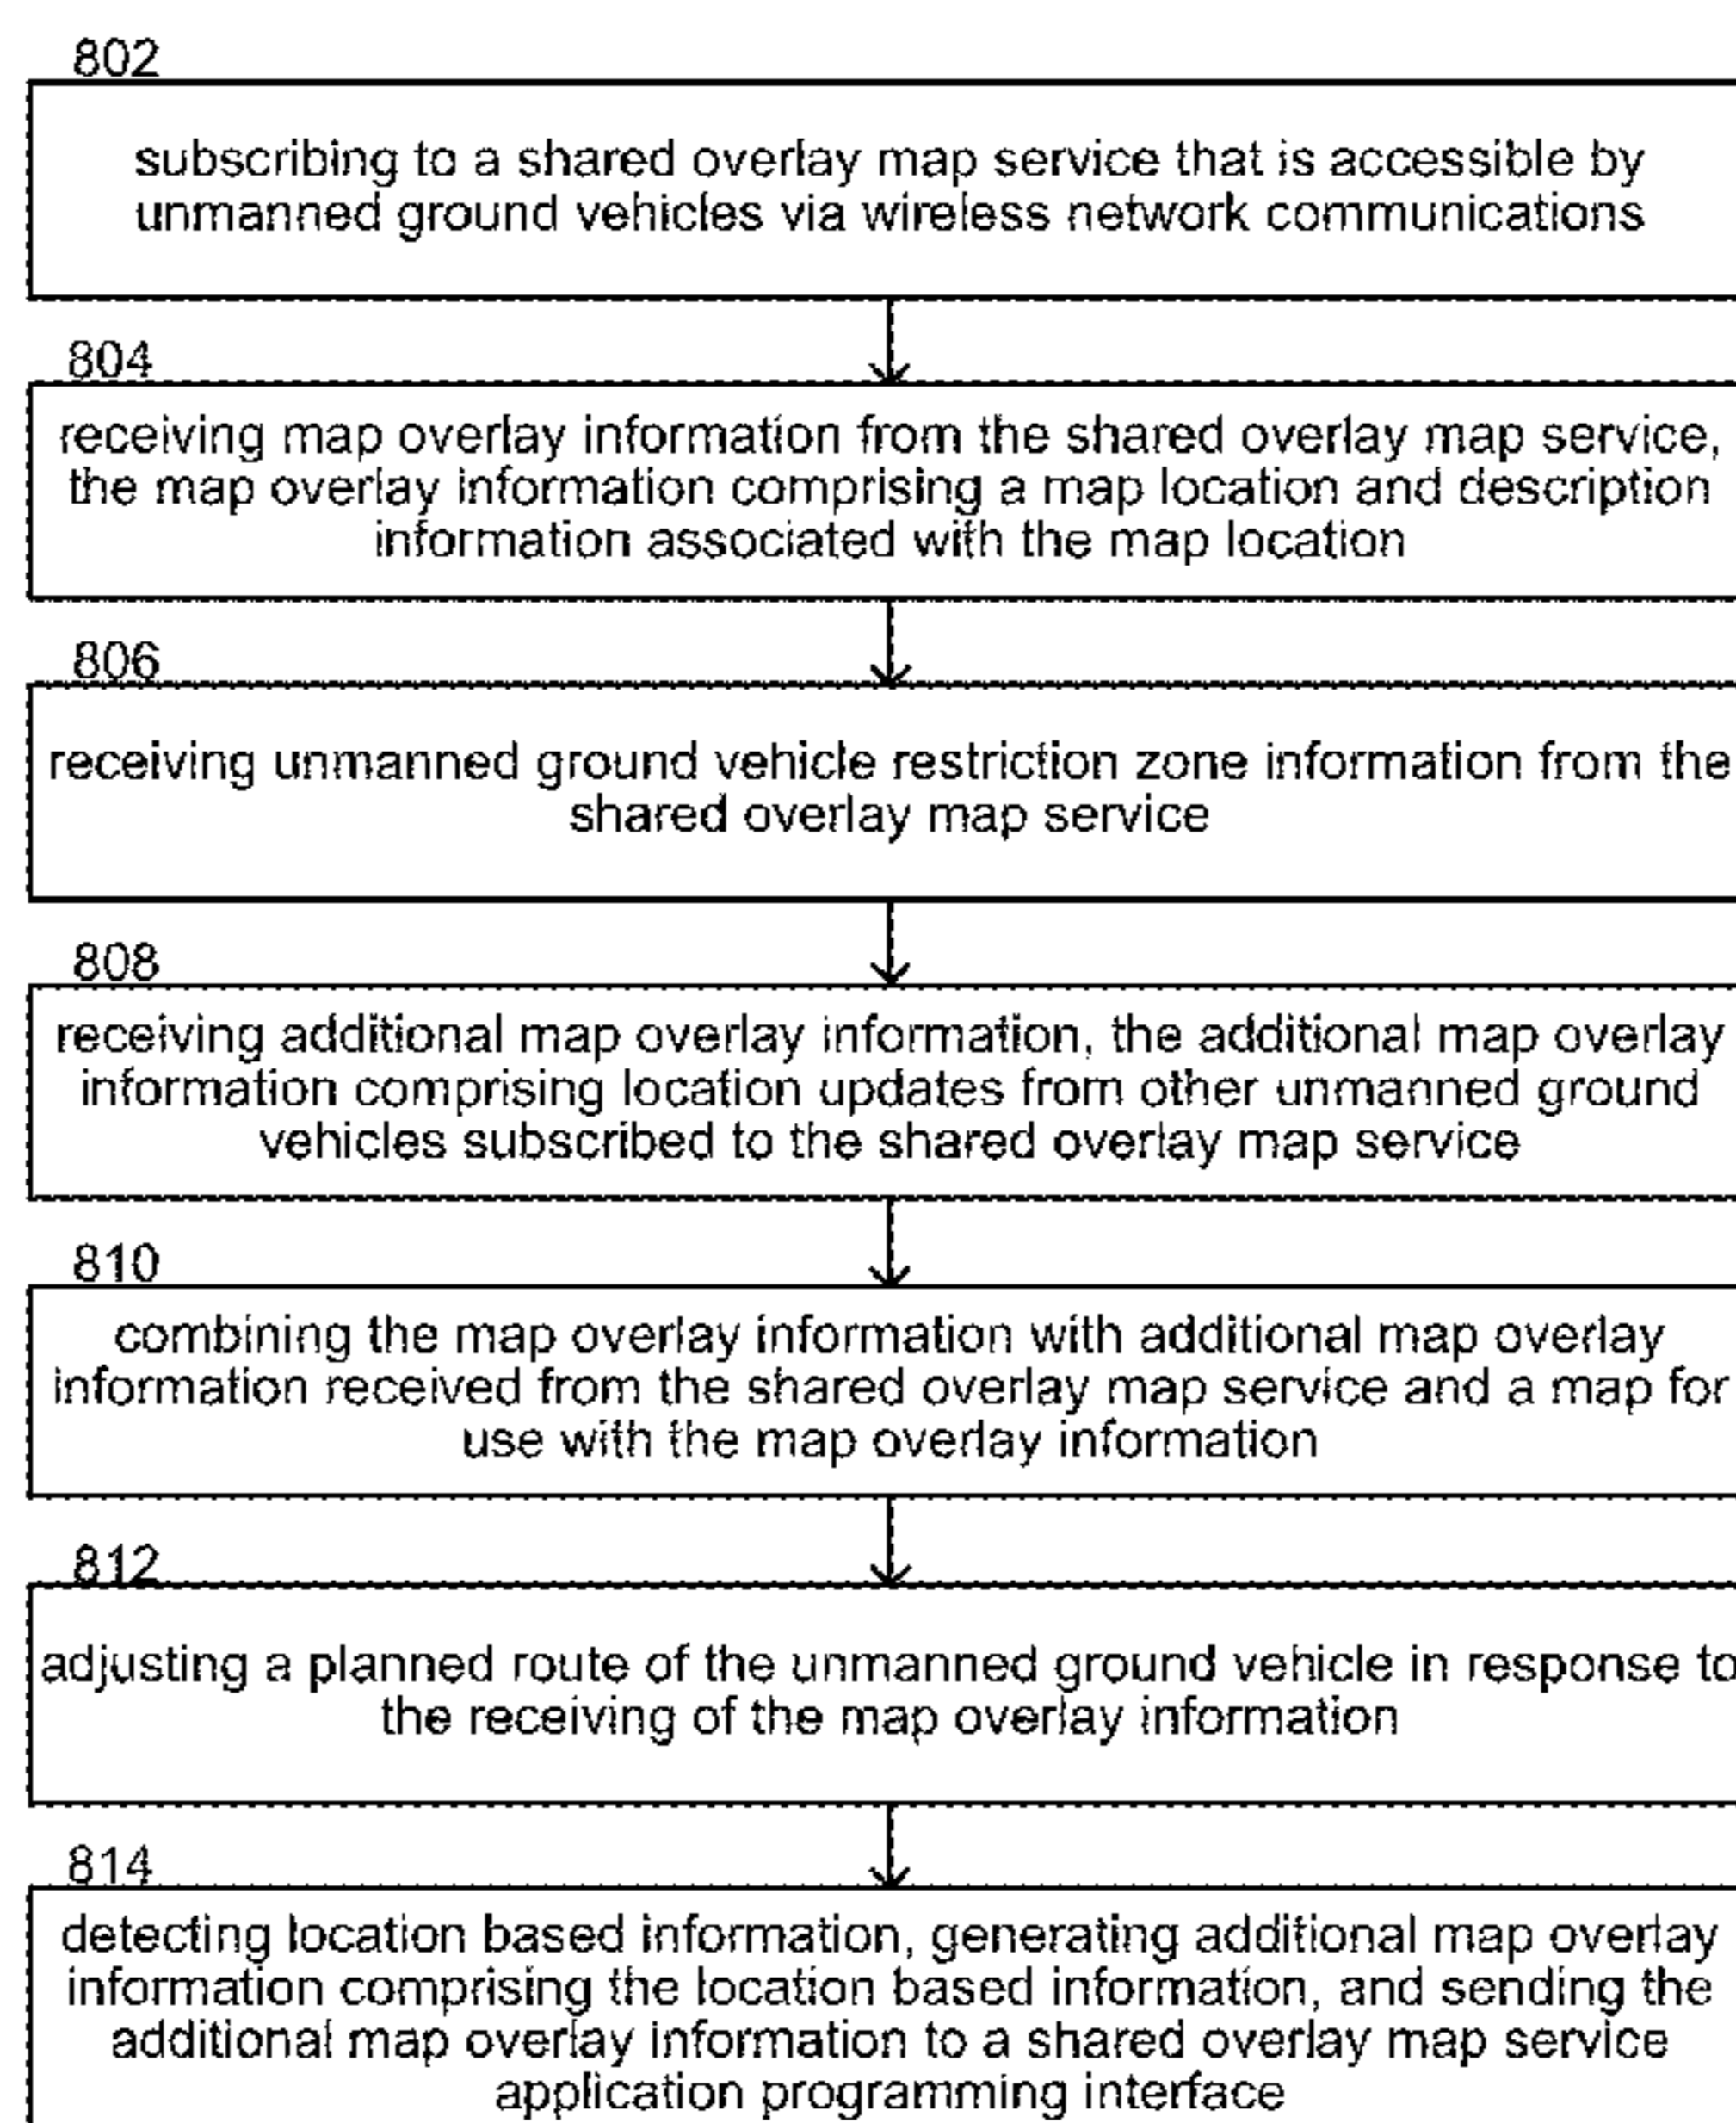 802
subscribing to a shared overlay map service that is accessible by
unmanned ground vehicles via wireless network communications
804
receiving map overlay information from the shared overlay map service,
the map overlay information comprising a map location and description
information associated with the map location
806
receiving unmanned ground vehicle restriction zone information from the
shared overlay map service
808
receiving additional map overlay information, the additional map overlay
information comprising location updates from other unmanned ground
vehicles subscribed to the shared overlay map service
810
combining the map overlay information with additional map overlay
information received from the shared overlay map service and a map for
use with the map overlay information
812
adjusting a planned route of the unmanned ground vehicle in response to
the receiving of the map overlay information
814
detecting location based information, generating additional map overlay
information comprising the location based information, and sending the
additional map overlay information to a shared overlay map service
application programming interface